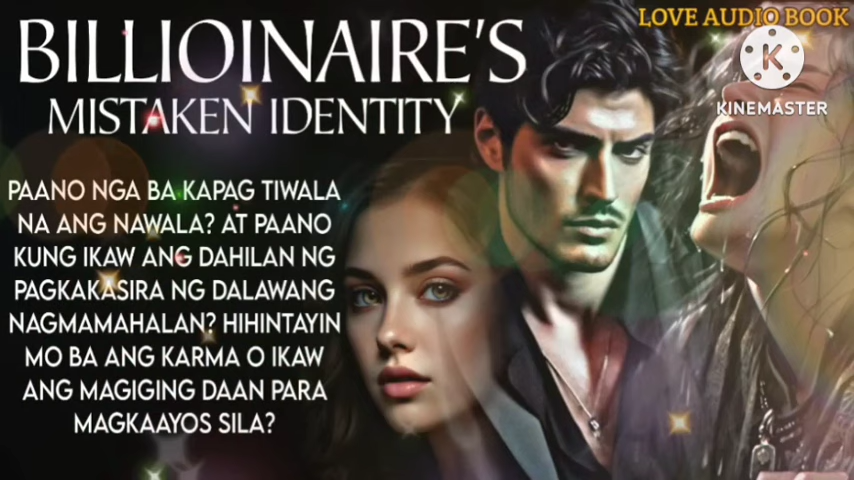 LOVE AUDIO BOOK
BILLIOINAIRE'S
MISTAKEN IDENTITY
K
KINEMASTER
PAANO NGA BA KAPAG TIWALA
NA ANG NAWALA? AT PAANO
KUNG IKAW ANG DAHILAN NG
PAGKAKASIRA NG DALAWANG
NAGMAMAHALAN? HIHINTAYIN
MO BA ANG KARMA O IKAW
ANG MAGIGING DAAN PARA
MAGKAAYOS SILA?